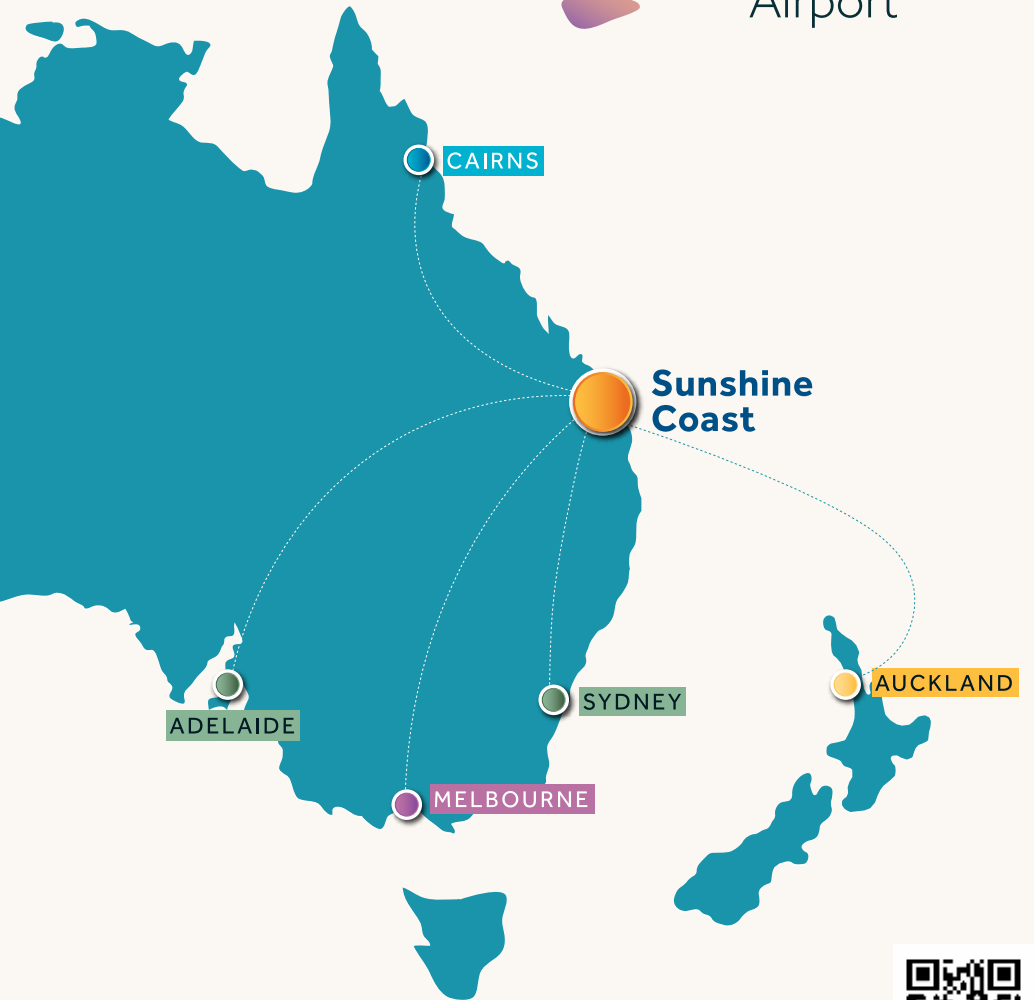 Airport
CAIRNS
Sunshine
Coast
AUCKLAND
SYDNEY
ADELAIDE
MELBOURNE